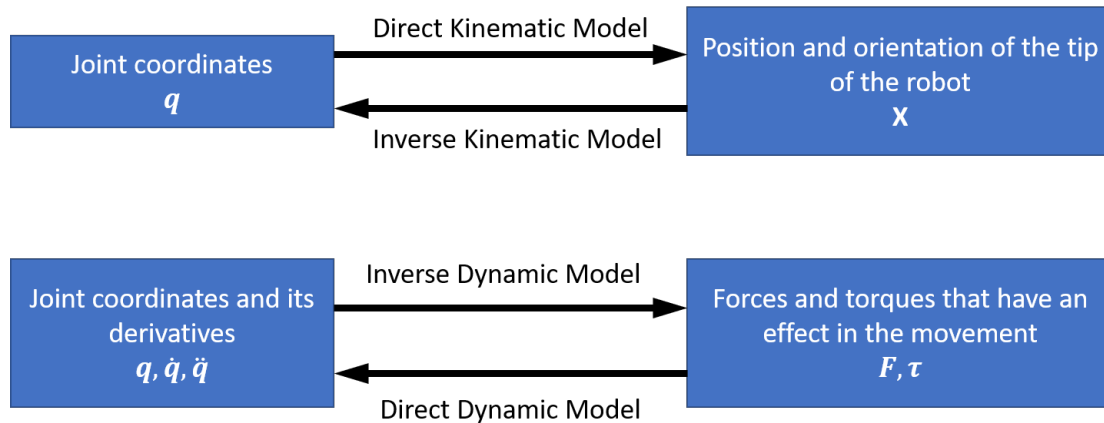 Direct Kinematic Model
Joint coordinates
q
Position and orientation of the tip
of the robot
X
Inverse Kinematic Model
Inverse Dynamic Model
Joint coordinates and its
derivatives
q, q̇, q̈
Forces and torques that have an
effect in the movement
F, τ
Direct Dynamic Model